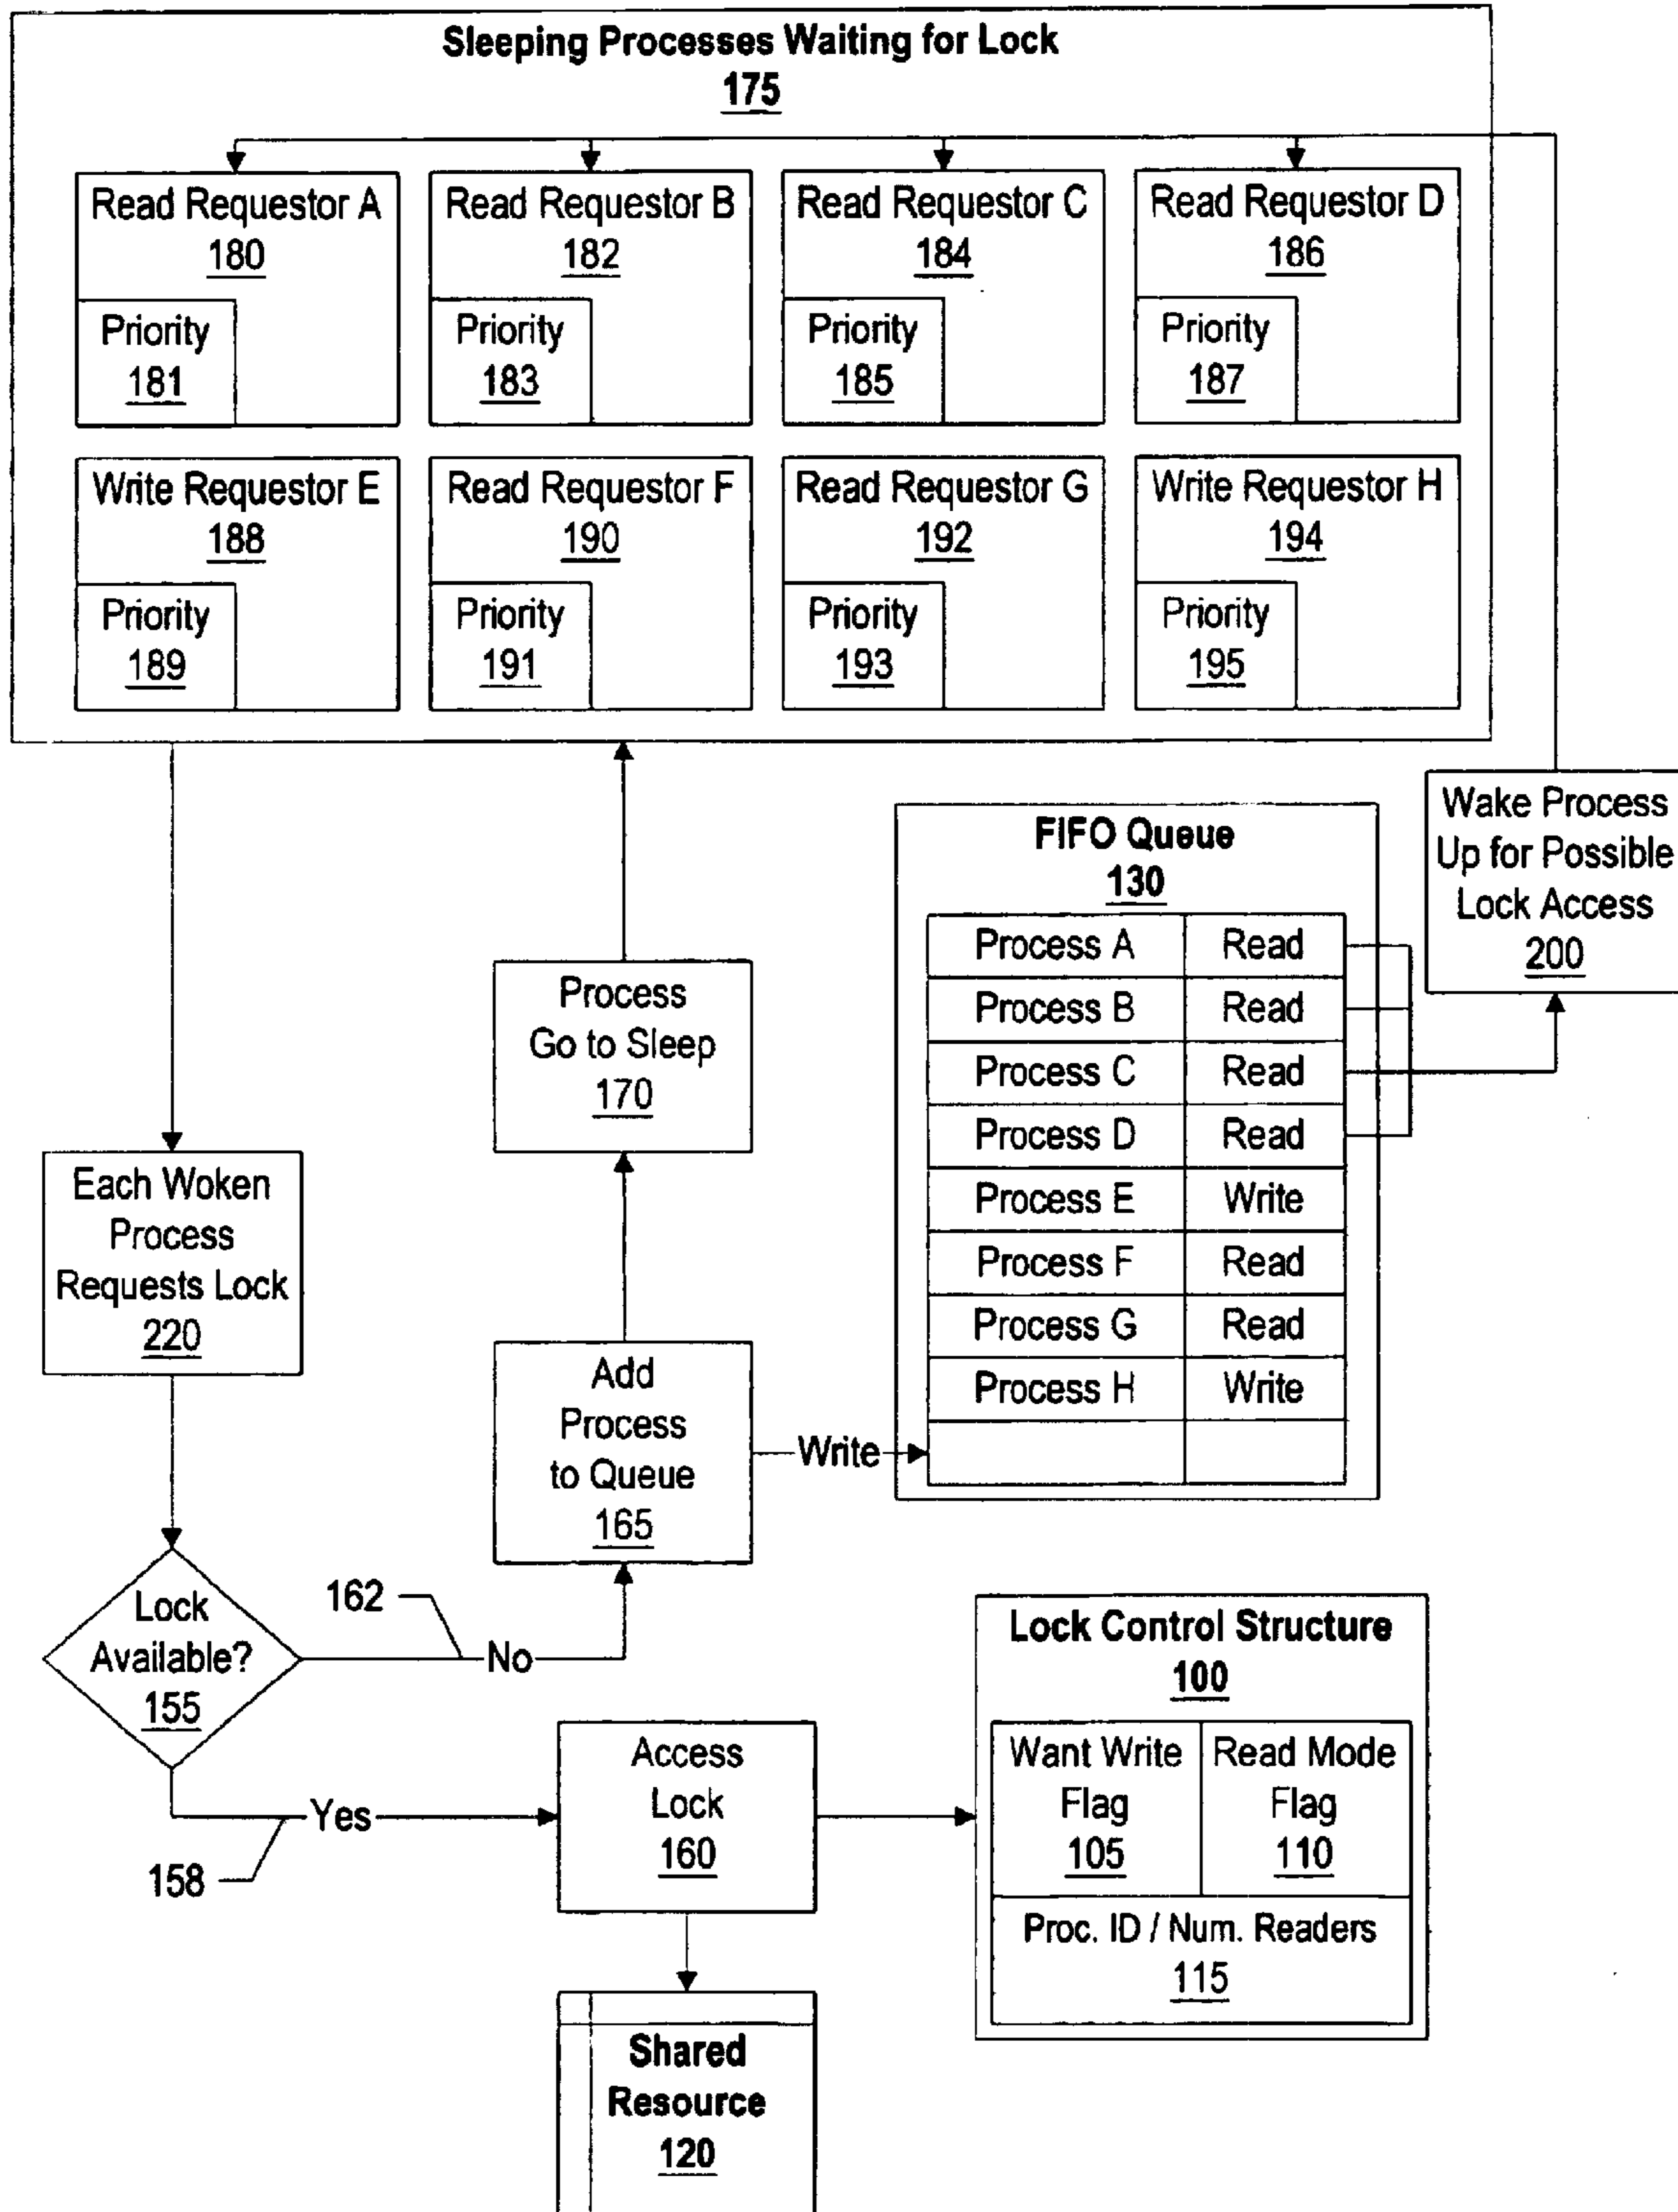 Sleeping Processes Waiting for Lock
175
Read Requestor A
180
Priority
181
Read Requestor B
182
Priority
183
Read Requestor C
184
Priority
185
Read Requestor D
186
Priority
187
Write Requestor E
188
Priority
189
Read Requestor F
190
Priority
191
Read Requestor G
192
Priority
193
Write Requestor H
194
Priority
195
Wake Process
Up for Possible
Lock Access
200
FIFO Queue
130
Process A Read
Process B Read
Process C Read
Process D Read
Process E Write
Process F Read
Process G Read
Process H Write
Process
Go to Sleep
170
Each Woken
Process
Requests Lock
220
Add
Process
to Queue
165
Write
Lock
Available?
155
162
No
Yes
158
Access
Lock
160
Lock Control Structure
100
Want Write
Flag
105
Read Mode
Flag
110
Proc. ID / Num. Readers
115
Shared
Resource
120